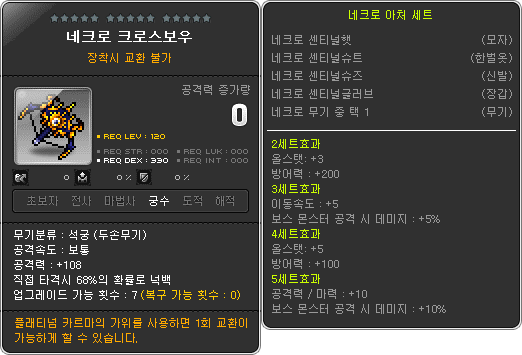 네크로 크로스보우
장착시 교환 불가
공격력 증가량
0
REQ LEV : 120
REQ STR : 000
REQ LUK : 000
REQ DEX : 330
REQ INT : 000
0
0 %
0 %
초보자 전사 마법사 궁수 도적 해적
무기분류 : 석궁 (두손무기)
공격속도 : 보통
공격력 : +108
직접 타격시 68%의 확률로 넉백
업그레이드 가능 횟수 : 7 (복구 가능 횟수 : 0)
플래티넘 카르마의 가위를 사용하면 1회 교환이
가능하게 할 수 있습니다.
네크로 아처 세트
네크로 센티널햇 (모자)
네크로 센티널슈트 (한벌옷)
네크로 센티널슈즈 (신발)
네크로 센티널글러브 (장갑)
네크로 무기 중 택 1 (무기)
2세트효과
올스탯: +3
방어력 : +200
3세트효과
이동속도 : +5
보스 몬스터 공격 시 데미지 : +5%
4세트효과
올스탯: +5
방어력 : +100
5세트효과
공격력 / 마력 : +10
보스 몬스터 공격 시 데미지 : +10%